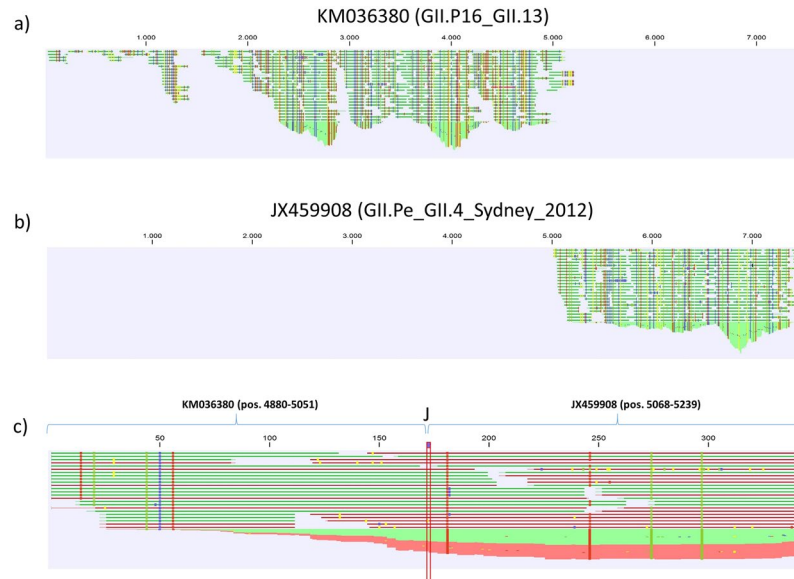 a)
KM036380 (GII.P16_GII.13)
1.000 2.000 3.000 4.000 5.000 6.000 7.000
b)
JX459908 (GII.Pe_GII.4_Sydney_2012)
1.000 2.000 3.000 4.000 5.000 6.000 7.000
c)
KM036380 (pos. 4880-5051) J JX459908 (pos. 5068-5239)
50 100 150 200 250 300